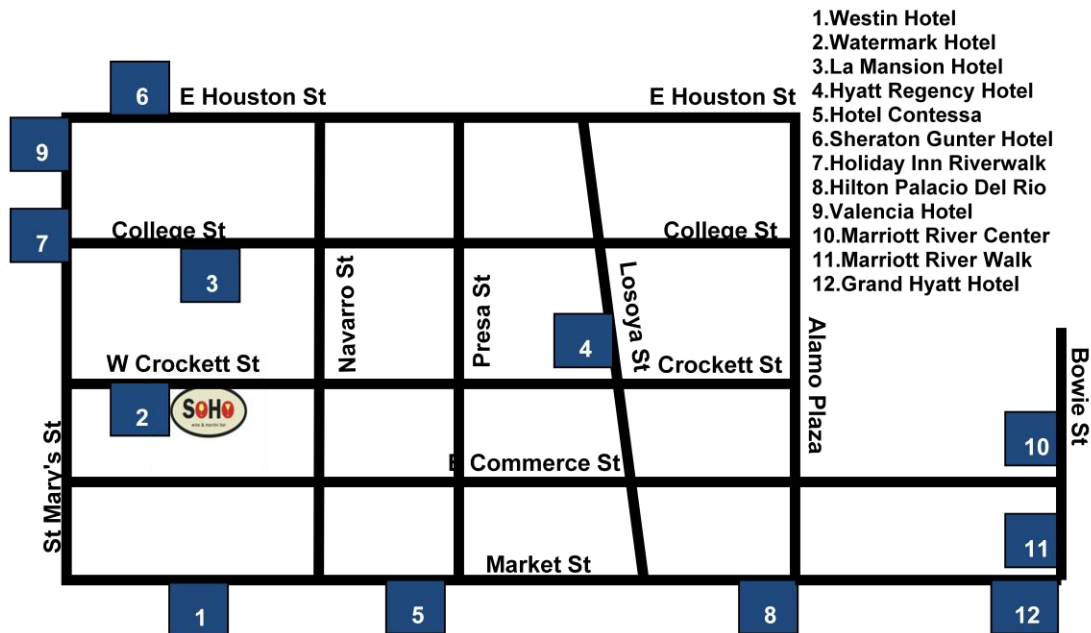 1.Westin Hotel
2.Watermark Hotel
3.La Mansion Hotel
4.Hyatt Regency Hotel
5.Hotel Contessa
6.Sheraton Gunter Hotel
7.Holiday Inn Riverwalk
8.Hilton Palacio Del Rio
9.Valencia Hotel
10.Marriott River Center
11.Marriott River Walk
12.Grand Hyatt Hotel
6
E Houston St
E Houston St
9
7
College St
College St
3
Navarro St
Presa St
Losoya St
4
Alamo Plaza
Bowie St
W Crockett St
Crockett St
2
SoHo
wine & martini bar
10
St Mary's St
E Commerce St
11
Market St
1
5
8
12